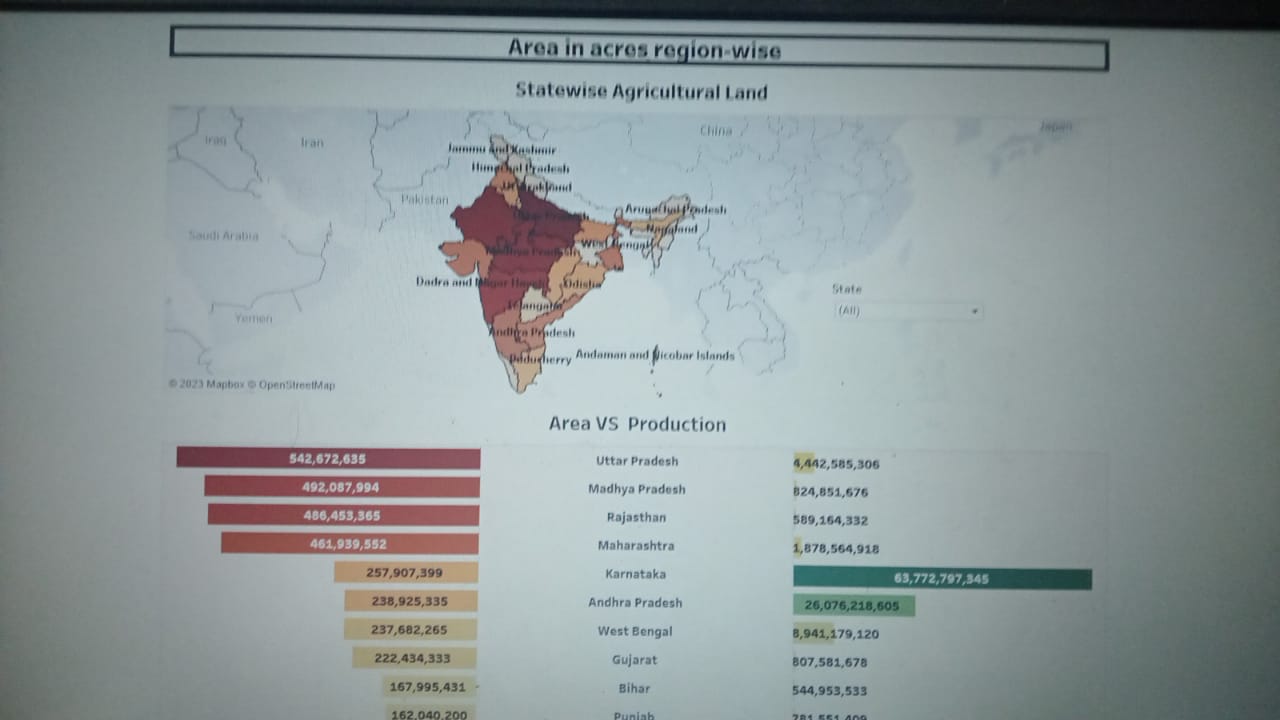 Area in acres region-wise
Statewise Agricultural Land
Iraq
Iran
China
Japan
Jammu and Kashmir
Himachal Pradesh
Uttarakhand
Pakistan
Uttar Pradesh
Arunachal Pradesh
Nagaland
Saudi Arabia
West Bengal
Madhya Pradesh
Dadra and Nagar Haveli
Odisha
State
(All)
Telangana
Yemen
Andhra Pradesh
Puducherry
Andaman and Nicobar Islands
© 2023 Mapbox © OpenStreetMap
Area VS Production
542,672,635 Uttar Pradesh 4,442,585,306
492,087,994 Madhya Pradesh 824,851,676
486,453,365 Rajasthan 589,164,332
461,939,552 Maharashtra 1,878,564,918
257,907,399 Karnataka 63,772,797,345
238,925,335 Andhra Pradesh 26,076,218,605
237,682,265 West Bengal 8,941,179,120
222,434,333 Gujarat 807,581,678
167,995,431 Bihar 544,953,533
162,040,200 Punjab 781,551,409